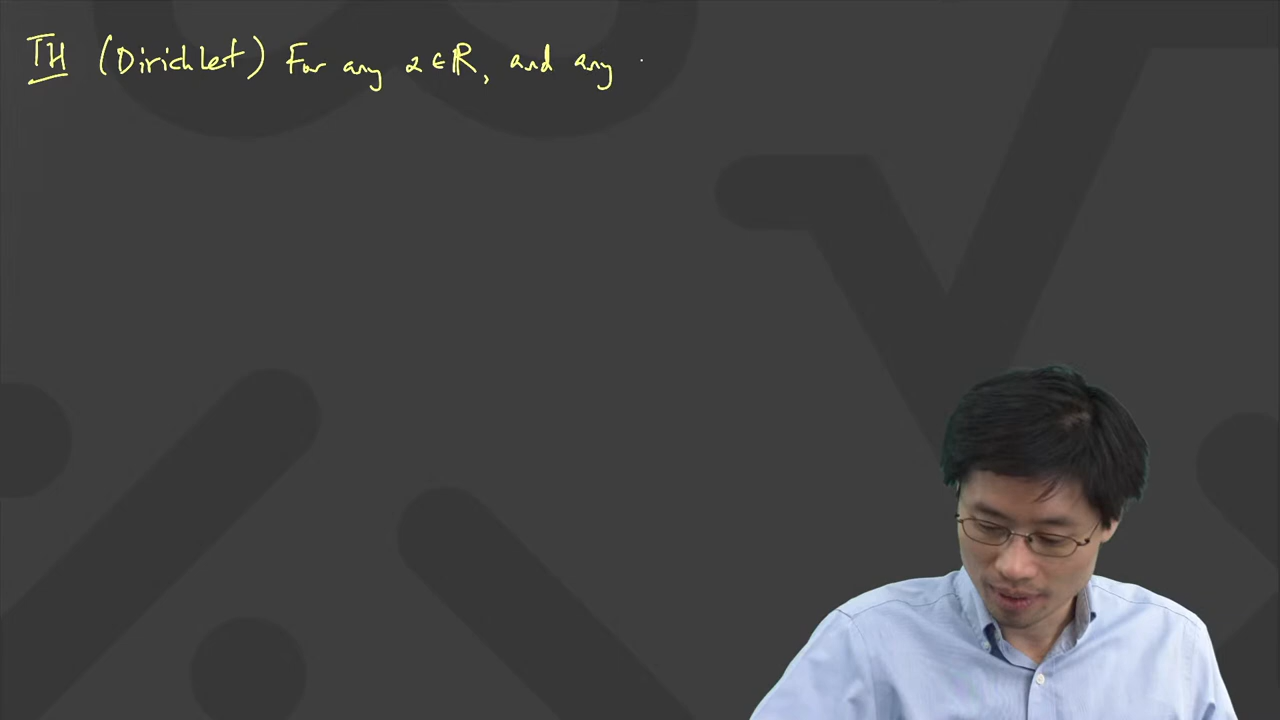 TH (Dirichlet) For any α ∈ ℝ, and any